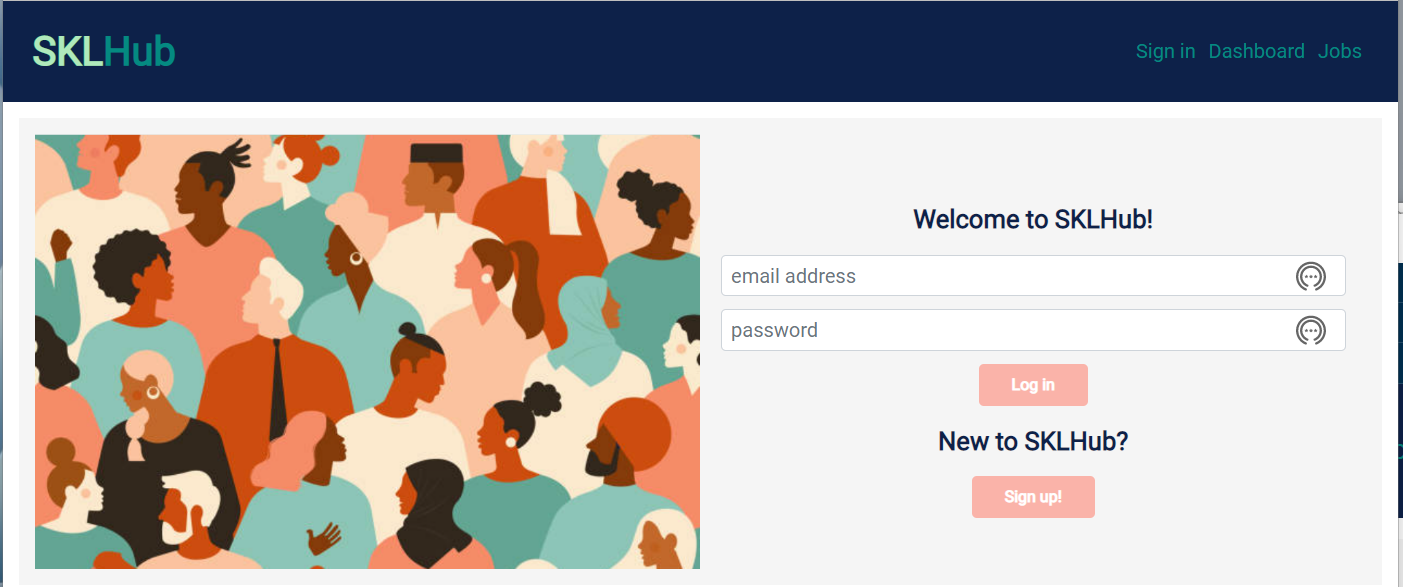 SKLHub
Sign in Dashboard Jobs
Welcome to SKLHub!
email address
password
Log in
New to SKLHub?
Sign up!